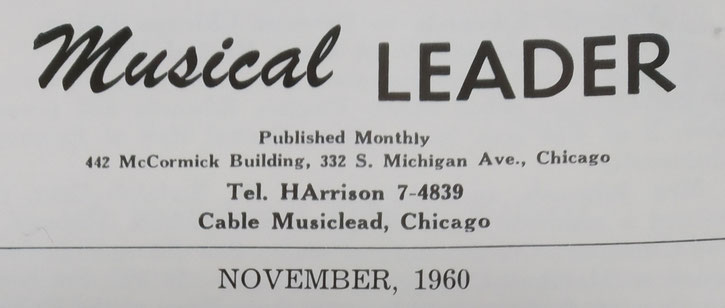 Musical LEADER
Published Monthly
442 McCormick Building, 332 S. Michigan Ave., Chicago
Tel. HArrison 7-4839
Cable Musiclead, Chicago
NOVEMBER, 1960